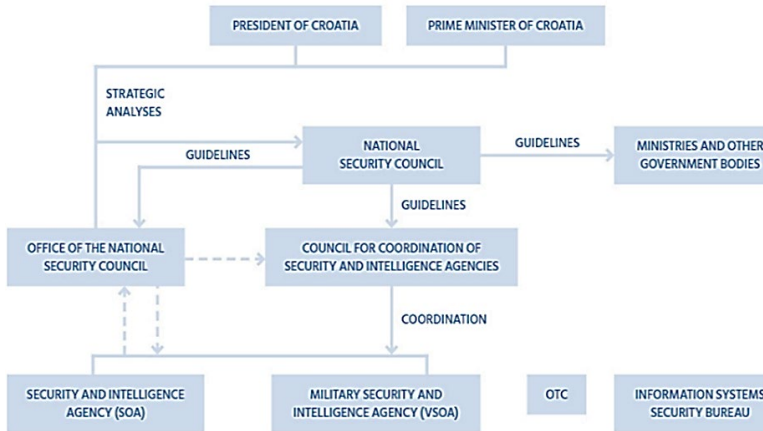 PRESIDENT OF CROATIA
PRIME MINISTER OF CROATIA
STRATEGIC
ANALYSES
GUIDELINES
NATIONAL
SECURITY COUNCIL
GUIDELINES
MINISTRIES AND OTHER
GOVERNMENT BODIES
GUIDELINES
OFFICE OF THE NATIONAL
SECURITY COUNCIL
COUNCIL FOR COORDINATION OF
SECURITY AND INTELLIGENCE AGENCIES
COORDINATION
SECURITY AND INTELLIGENCE
AGENCY (SOA)
MILITARY SECURITY AND
INTELLIGENCE AGENCY (VSOA)
OTC
INFORMATION SYSTEMS
SECURITY BUREAU